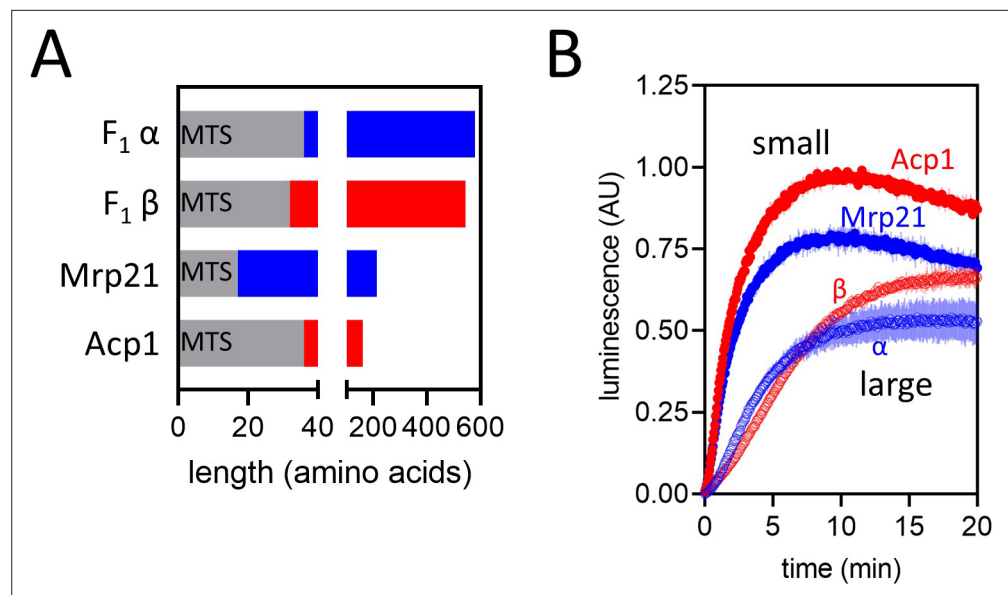 A
F₁ α
MTS
F₁ β
MTS
Mrp21
MTS
Acp1
MTS
0 20 40 200 400 600
length (amino acids)
B
1.25
1.00
0.75
0.50
0.25
0.00
luminescence (AU)
small
Acp1
Mrp21
β
α
large
0 5 10 15 20
time (min)